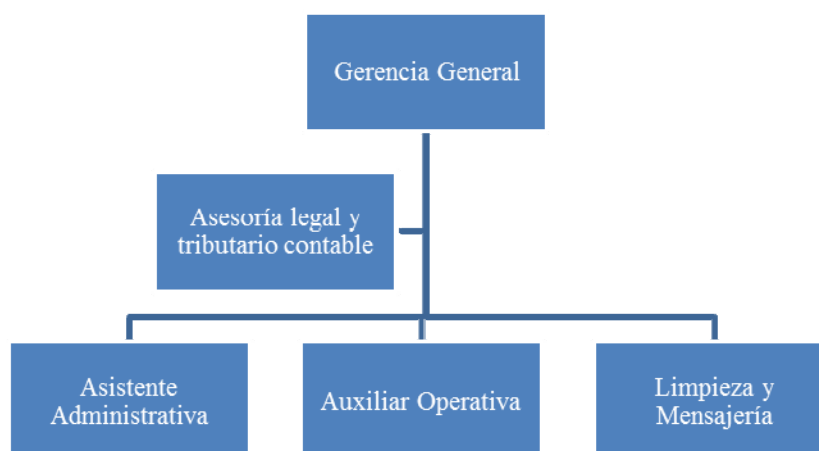 Gerencia General
Asesoría legal y
tributario contable
Asistente
Administrativa
Auxiliar Operativa
Limpieza y
Mensajería